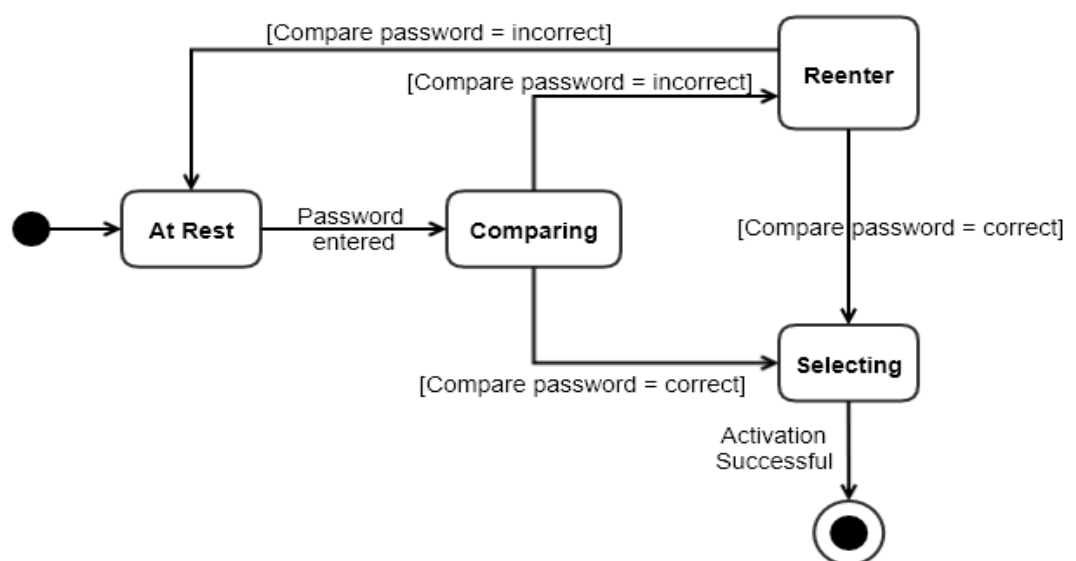 [Compare password = incorrect]
Reenter
[Compare password = incorrect]
At Rest
Password
entered
Comparing
[Compare password = correct]
Selecting
[Compare password = correct]
Activation
Successful